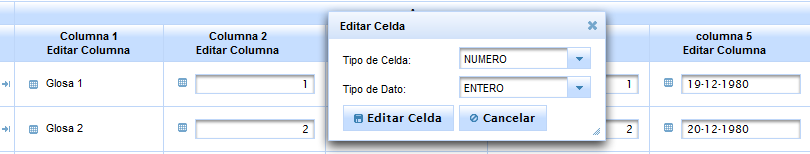 Columna 1
Editar Columna
Columna 2
Editar Columna
columna 5
Editar Columna
Editar Celda
Tipo de Celda:
NUMERO
Tipo de Dato:
ENTERO
Editar Celda
Cancelar
Glosa 1
1
1
19-12-1980
Glosa 2
2
2
20-12-1980